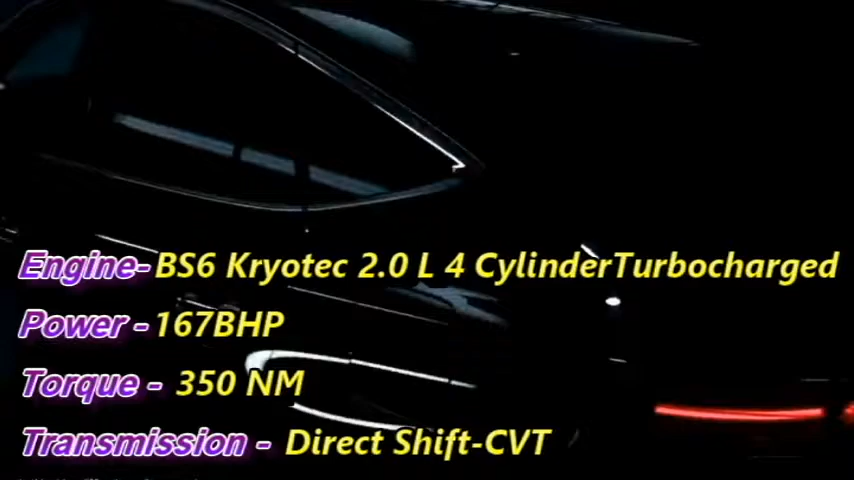 Engine- BS6 Kryotec 2.0 L 4 CylinderTurbocharged
Power - 167BHP
Torque - 350 NM
Transmission - Direct Shift-CVT